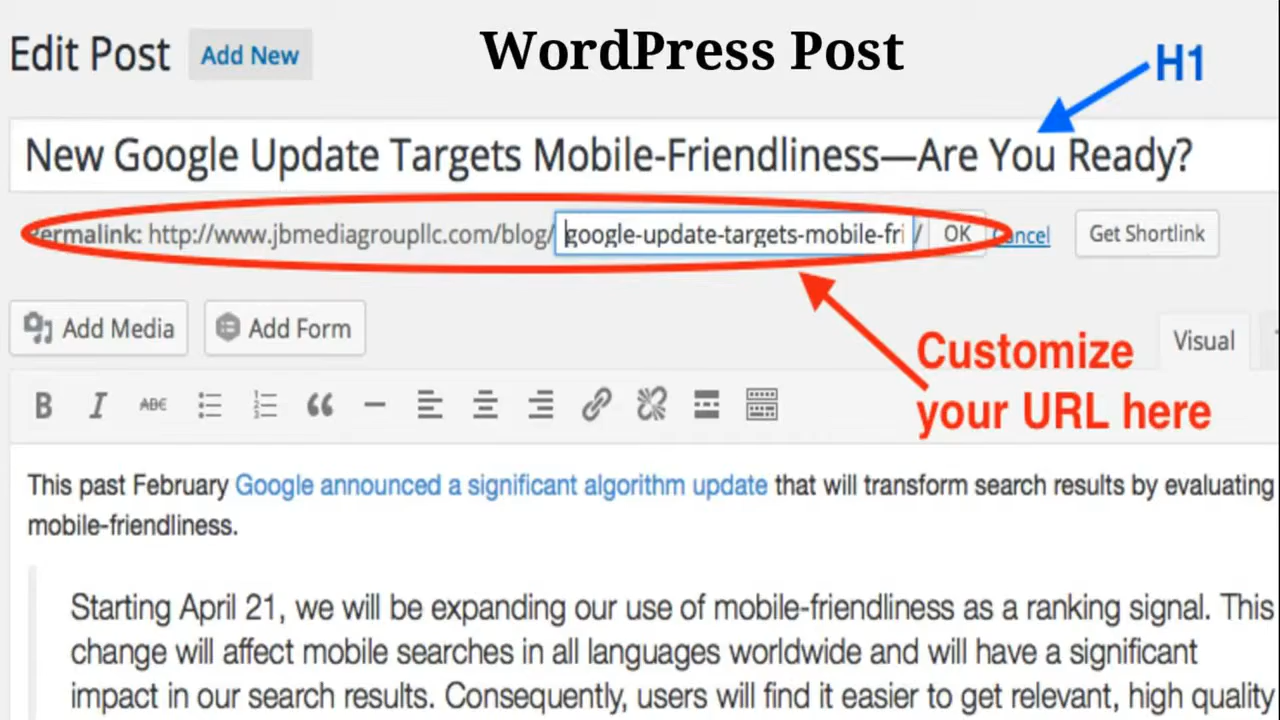 WordPress Post
Edit Post Add New
H1
New Google Update Targets Mobile-Friendliness—Are You Ready?
Permalink: http://www.jbmediagroupllc.com/blog/ google-update-targets-mobile-fri / OK Cancel Get Shortlink
Add Media Add Form
Customize
your URL here
Visual
B I ABC
This past February Google announced a significant algorithm update that will transform search results by evaluating
mobile-friendliness.
Starting April 21, we will be expanding our use of mobile-friendliness as a ranking signal. This
change will affect mobile searches in all languages worldwide and will have a significant
impact in our search results. Consequently, users will find it easier to get relevant, high quality